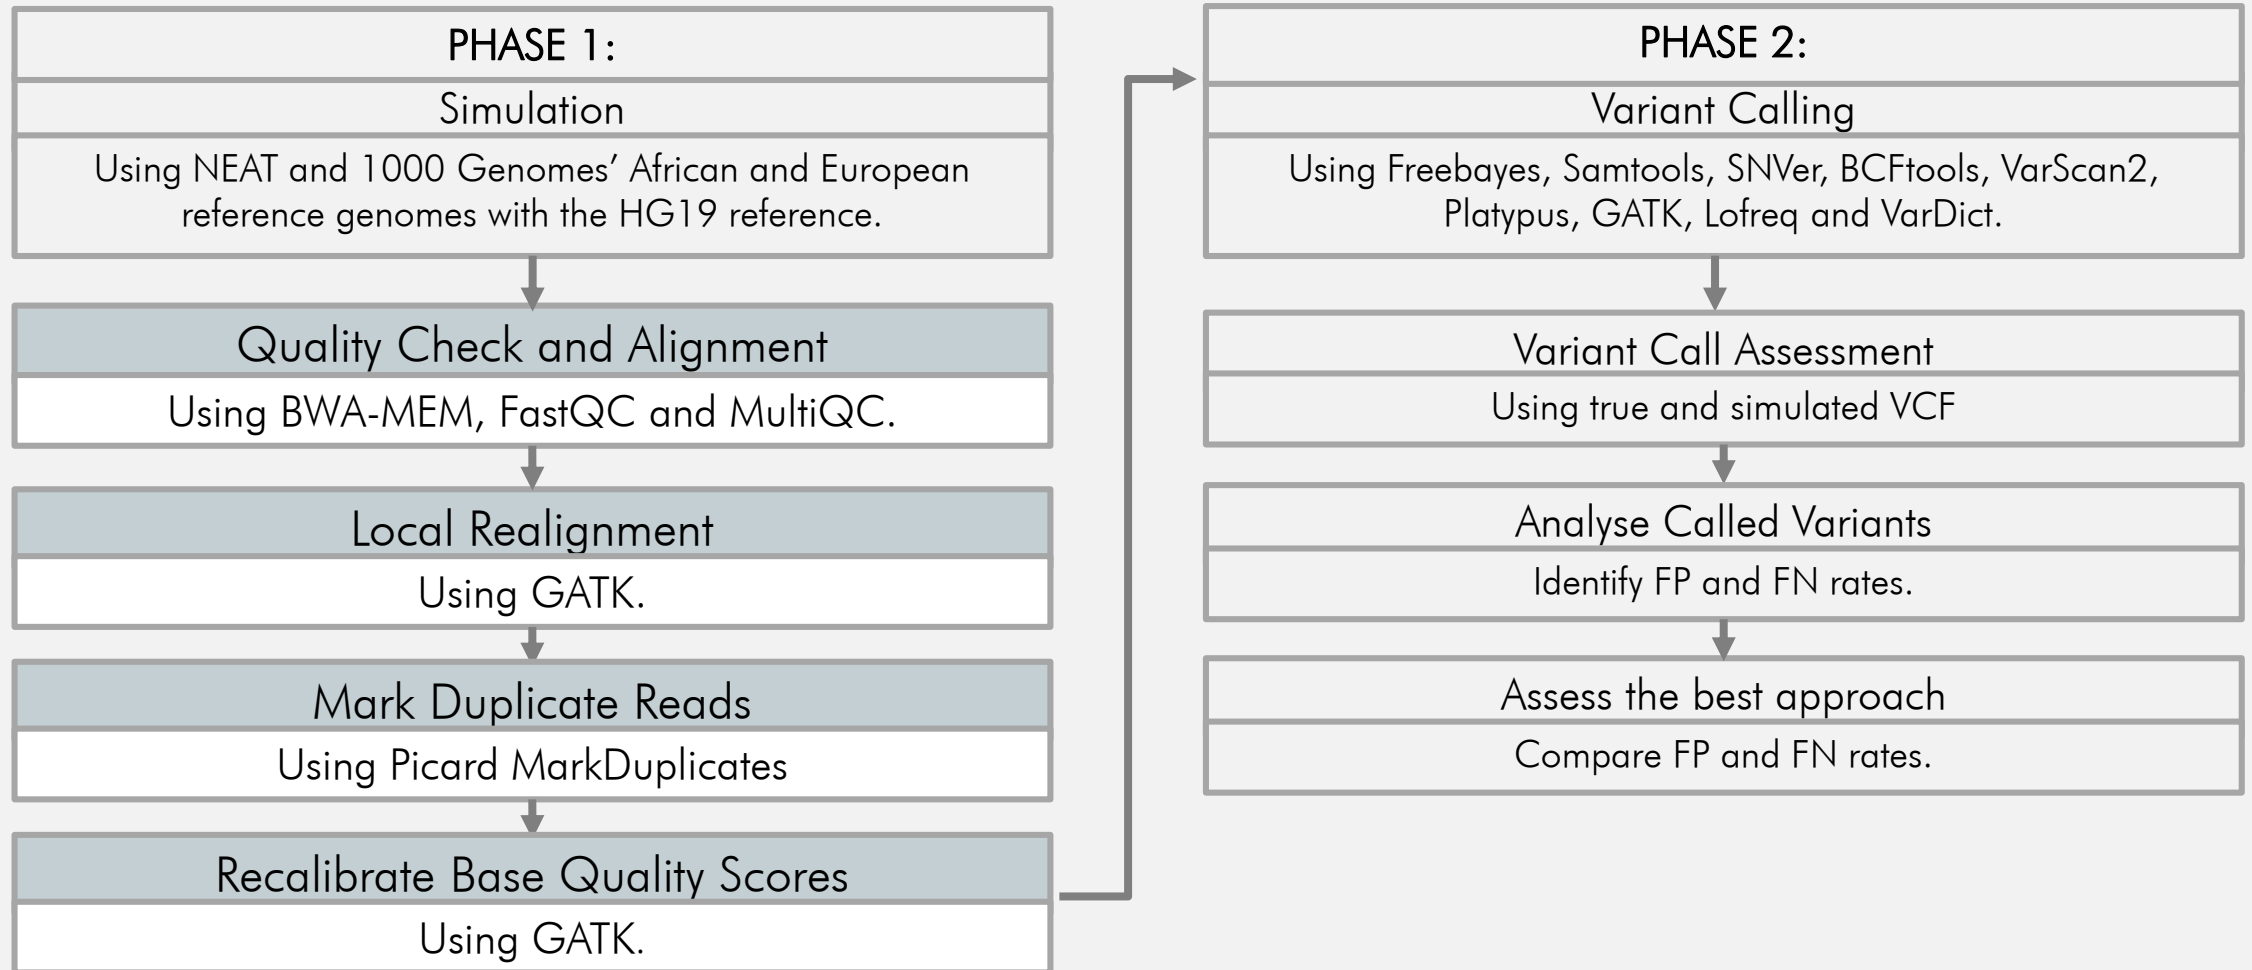 PHASE 1:
Simulation
Using NEAT and 1000 Genomes’ African and European
reference genomes with the HG19 reference.
Quality Check and Alignment
Using BWA-MEM, FastQC and MultiQC.
Local Realignment
Using GATK.
Mark Duplicate Reads
Using Picard MarkDuplicates
Recalibrate Base Quality Scores
Using GATK.
PHASE 2:
Variant Calling
Using Freebayes, Samtools, SNVer, BCFtools, VarScan2,
Platypus, GATK, Lofreq and VarDict.
Variant Call Assessment
Using true and simulated VCF
Analyse Called Variants
Identify FP and FN rates.
Assess the best approach
Compare FP and FN rates.